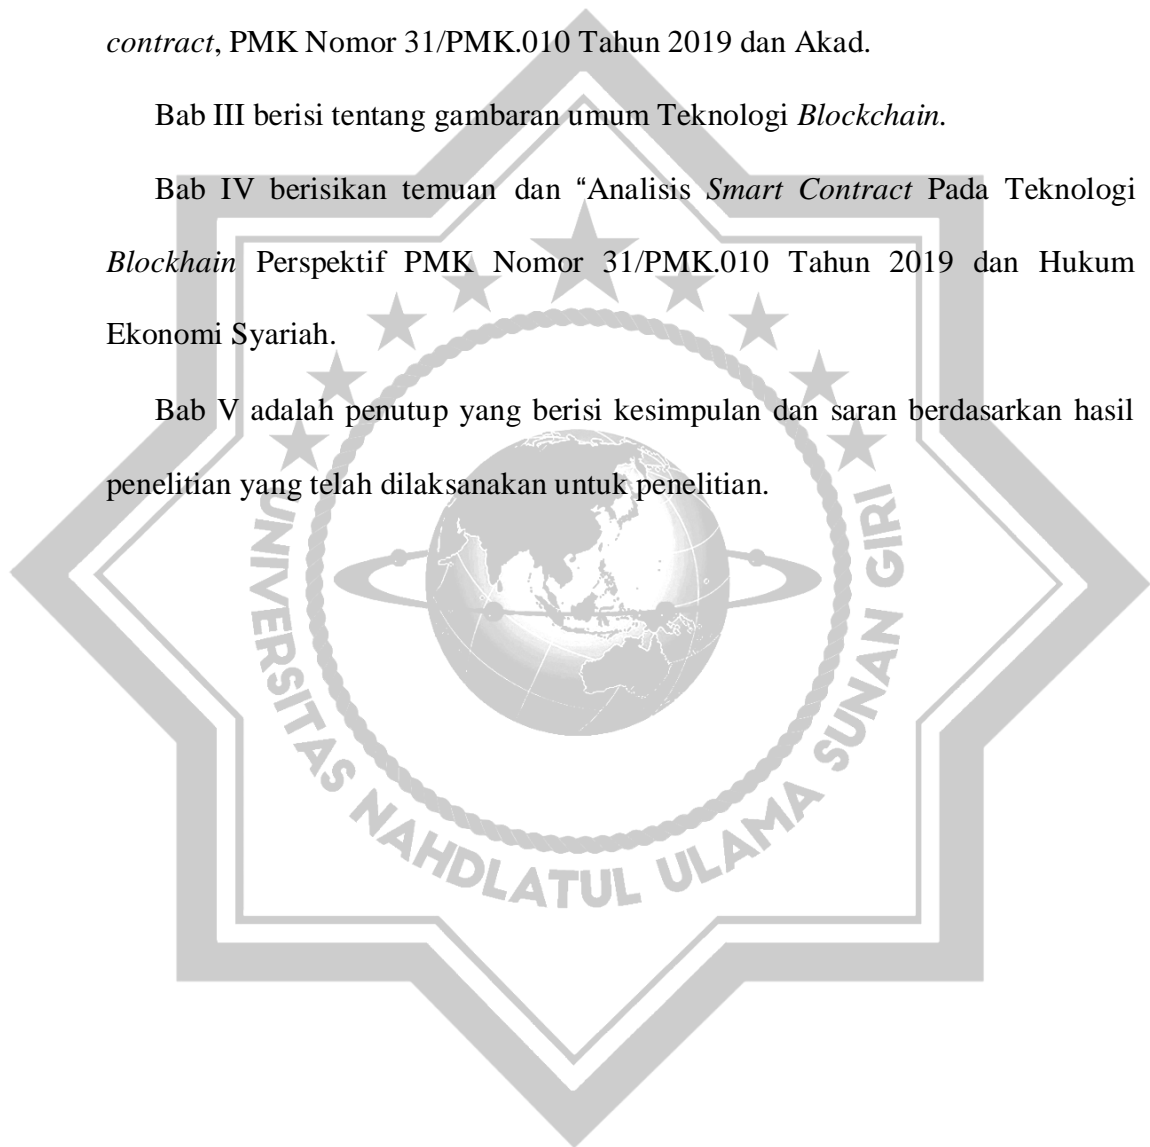 contract, PMK Nomor 31/PMK.010 Tahun 2019 dan Akad.
Bab III berisi tentang gambaran umum Teknologi Blockchain.
Bab IV berisikan temuan dan “Analisis Smart Contract Pada Teknologi
Blockhain Perspektif PMK Nomor 31/PMK.010 Tahun 2019 dan Hukum
Ekonomi Syariah.
Bab V adalah penutup yang berisi kesimpulan dan saran berdasarkan hasil
penelitian yang telah dilaksanakan untuk penelitian.
UNIVERSITAS NAHDLATUL ULAMA SUNAN GIRI